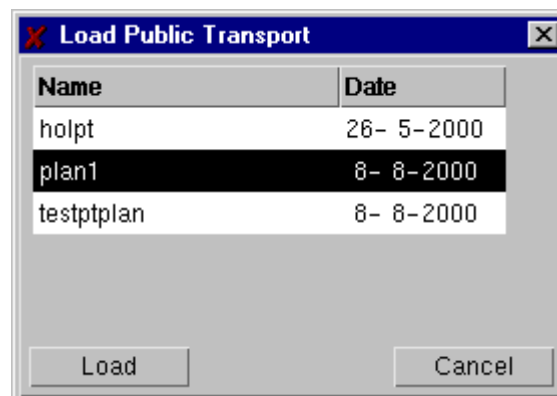 Load Public Transport
Name Date
holpt 26- 5-2000
plan1 8- 8-2000
testptplan 8- 8-2000
Load Cancel